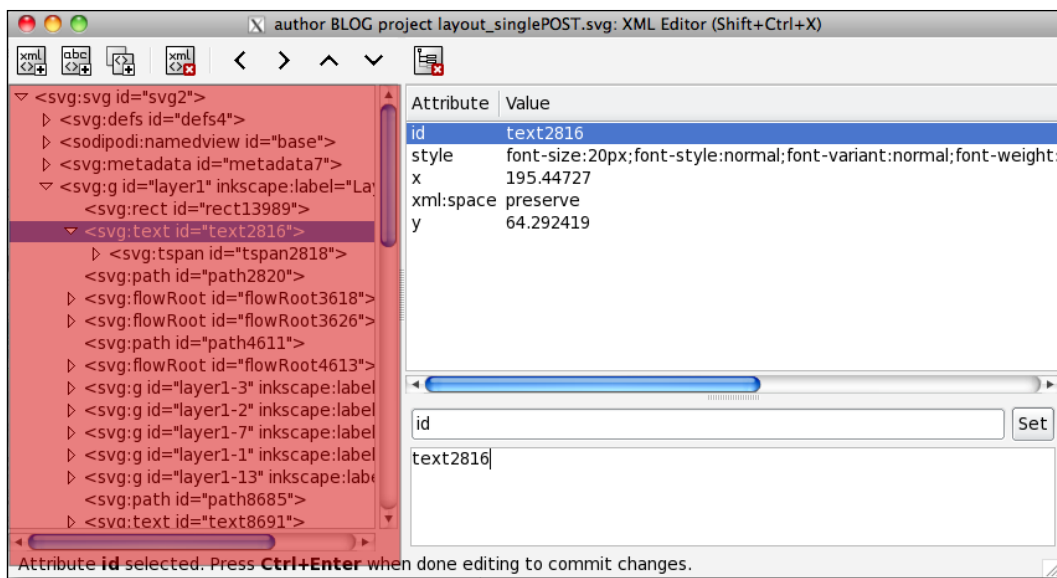 author BLOG project layout_singlePOST.svg: XML Editor (Shift+Ctrl+X)
xml abc xml
<svg:svg id="svg2">
<svg:defs id="defs4">
<sodipodi:namedview id="base">
<svg:metadata id="metadata7">
<svg:g id="layer1" inkscape:label="Lay
<svg:rect id="rect13989">
<svg:text id="text2816">
<svg:tspan id="tspan2818">
<svg:path id="path2820">
<svg:flowRoot id="flowRoot3618">
<svg:flowRoot id="flowRoot3626">
<svg:path id="path4611">
<svg:flowRoot id="flowRoot4613">
<svg:g id="layer1-3" inkscape:label
<svg:g id="layer1-2" inkscape:label
<svg:g id="layer1-7" inkscape:label
<svg:g id="layer1-1" inkscape:label
<svg:g id="layer1-13" inkscape:labe
<svg:path id="path8685">
<svg:text id="text8691">
Attribute Value
id text2816
style font-size:20px;font-style:normal;font-variant:normal;font-weight:
x 195.44727
xml:space preserve
y 64.292419
id Set
text2816
Attribute id selected. Press Ctrl+Enter when done editing to commit changes.